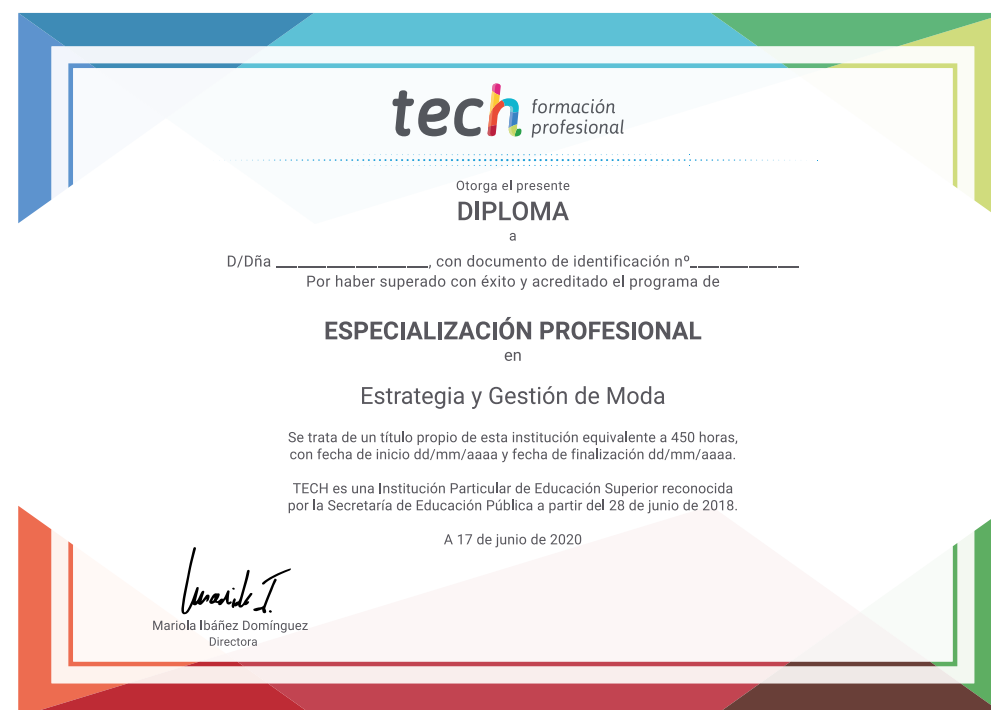 tech formación
profesional
Otorga el presente
DIPLOMA
a
D/Dña ____________________, con documento de identificación nº______________
Por haber superado con éxito y acreditado el programa de
ESPECIALIZACIÓN PROFESIONAL
en
Estrategia y Gestión de Moda
Se trata de un título propio de esta institución equivalente a 450 horas,
con fecha de inicio dd/mm/aaaa y fecha de finalización dd/mm/aaaa.
TECH es una Institución Particular de Educación Superior reconocida
por la Secretaría de Educación Pública a partir del 28 de junio de 2018.
A 17 de junio de 2020
Mariola I.
Mariola Ibáñez Domínguez
Directora